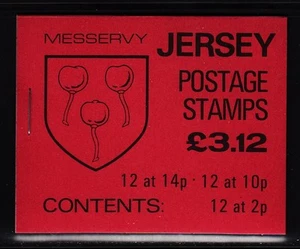 MESSERVY JERSEY
POSTAGE
STAMPS
£3.12
12 at 14p · 12 at 10p
CONTENTS: 12 at 2p